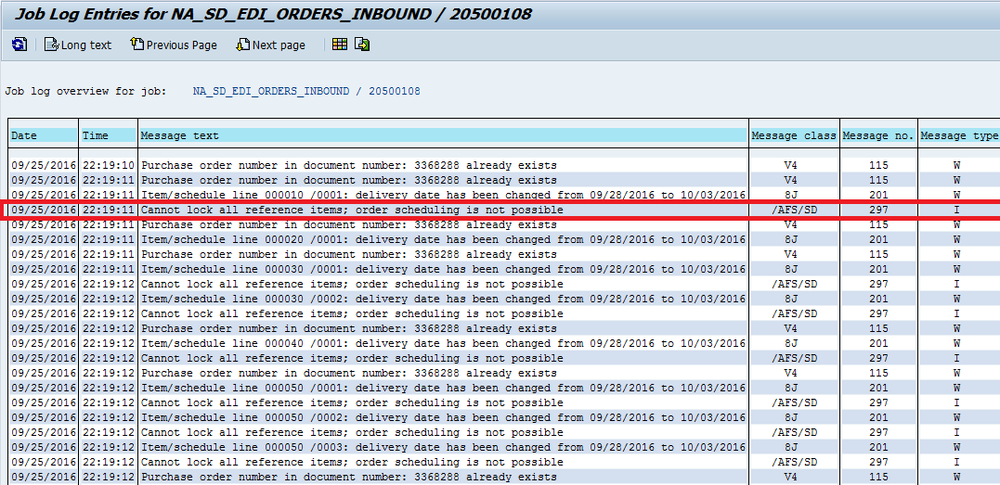 Job Log Entries for NA_SD_EDI_ORDERS_INBOUND / 20500108
Long text Previous Page Next page
Job log overview for job: NA_SD_EDI_ORDERS_INBOUND / 20500108
Date Time Message text Message class Message no. Message type
09/25/2016 22:19:10 Purchase order number in document number: 3368288 already exists V4 115 W
09/25/2016 22:19:11 Purchase order number in document number: 3368288 already exists V4 115 W
09/25/2016 22:19:11 Item/schedule line 000010 /0001: delivery date has been changed from 09/28/2016 to 10/03/2016 8J 201 W
09/25/2016 22:19:11 Cannot lock all reference items; order scheduling is not possible /AFS/SD 297 I
09/25/2016 22:19:11 Purchase order number in document number: 3368288 already exists V4 115 W
09/25/2016 22:19:11 Item/schedule line 000020 /0001: delivery date has been changed from 09/28/2016 to 10/03/2016 8J 201 W
09/25/2016 22:19:11 Purchase order number in document number: 3368288 already exists V4 115 W
09/25/2016 22:19:11 Item/schedule line 000030 /0001: delivery date has been changed from 09/28/2016 to 10/03/2016 8J 201 W
09/25/2016 22:19:12 Cannot lock all reference items; order scheduling is not possible /AFS/SD 297 I
09/25/2016 22:19:12 Item/schedule line 000030 /0002: delivery date has been changed from 09/28/2016 to 10/03/2016 8J 201 W
09/25/2016 22:19:12 Cannot lock all reference items; order scheduling is not possible /AFS/SD 297 I
09/25/2016 22:19:12 Purchase order number in document number: 3368288 already exists V4 115 W
09/25/2016 22:19:12 Item/schedule line 000040 /0001: delivery date has been changed from 09/28/2016 to 10/03/2016 8J 201 W
09/25/2016 22:19:12 Cannot lock all reference items; order scheduling is not possible /AFS/SD 297 I
09/25/2016 22:19:12 Purchase order number in document number: 3368288 already exists V4 115 W
09/25/2016 22:19:12 Item/schedule line 000050 /0001: delivery date has been changed from 09/28/2016 to 10/03/2016 8J 201 W
09/25/2016 22:19:12 Cannot lock all reference items; order scheduling is not possible /AFS/SD 297 I
09/25/2016 22:19:12 Item/schedule line 000050 /0002: delivery date has been changed from 09/28/2016 to 10/03/2016 8J 201 W
09/25/2016 22:19:12 Cannot lock all reference items; order scheduling is not possible /AFS/SD 297 I
09/25/2016 22:19:12 Item/schedule line 000050 /0003: delivery date has been changed from 09/28/2016 to 10/03/2016 8J 201 W
09/25/2016 22:19:12 Cannot lock all reference items; order scheduling is not possible /AFS/SD 297 I
09/25/2016 22:19:12 Purchase order number in document number: 3368288 already exists V4 115 W